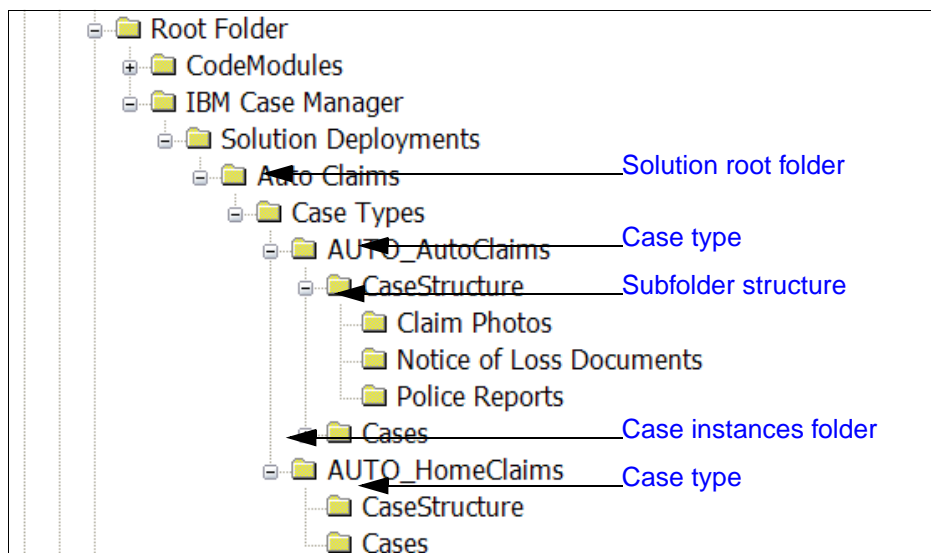 Root Folder
CodeModules
IBM Case Manager
Solution Deployments
Auto Claims Solution root folder
Case Types
AUTO_AutoClaims Case type
CaseStructure Subfolder structure
Claim Photos
Notice of Loss Documents
Police Reports
Cases Case instances folder
AUTO_HomeClaims Case type
CaseStructure
Cases